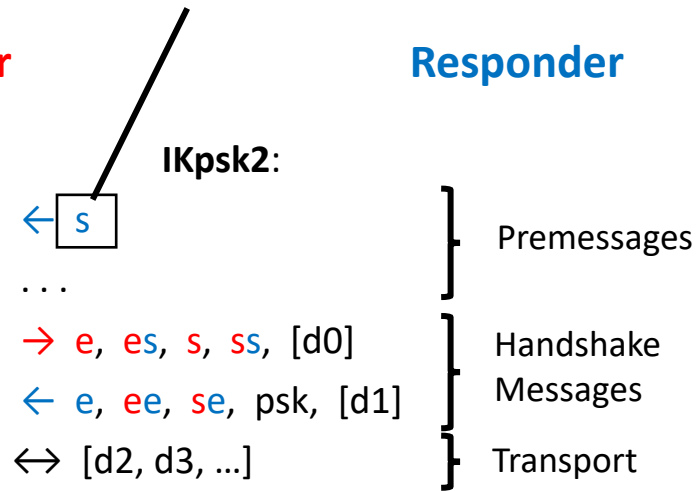 r Responder
IKpsk2:
← s
Premessages
. . .
→ e, es, s, ss, [d0]
Handshake
Messages
← e, ee, se, psk, [d1]
↔ [d2, d3, …]
Transport